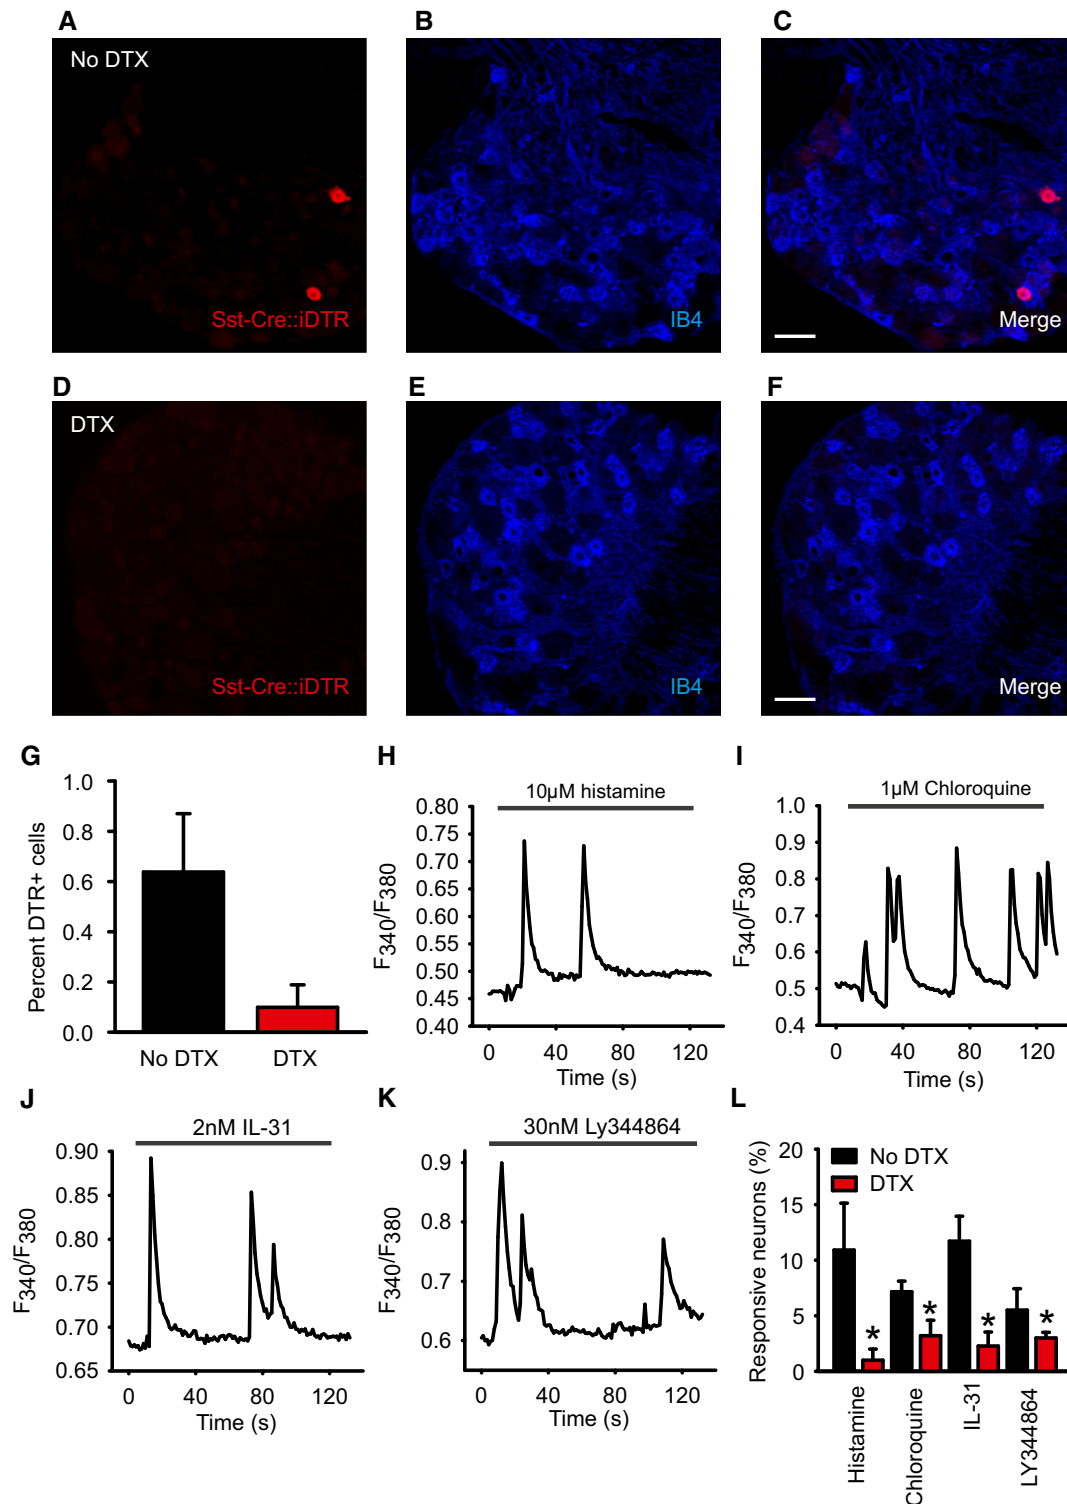 A
B
C
No DTX
Sst-Cre::iDTR
IB4
Merge
D
E
F
DTX
Sst-Cre::iDTR
IB4
Merge
G
Percent DTR+ cells
1.0
0.8
0.6
0.4
0.2
0.0
No DTX
DTX
H
10µM histamine
F340/F380
0.80
0.75
0.70
0.65
0.60
0.55
0.50
0.45
0.40
0
40
80
120
Time (s)
I
1µM Chloroquine
F340/F380
1.0
0.9
0.8
0.7
0.6
0.5
0.4
0
40
80
120
Time (s)
J
2nM IL-31
F340/F380
0.90
0.85
0.80
0.75
0.70
0.65
0
40
80
120
Time (s)
K
30nM Ly344864
F340/F380
0.9
0.8
0.7
0.6
0
40
80
120
Time (s)
L
Responsive neurons (%)
20
15
10
5
0
No DTX
DTX
*
*
*
*
Histamine
Chloroquine
IL-31
LY344864